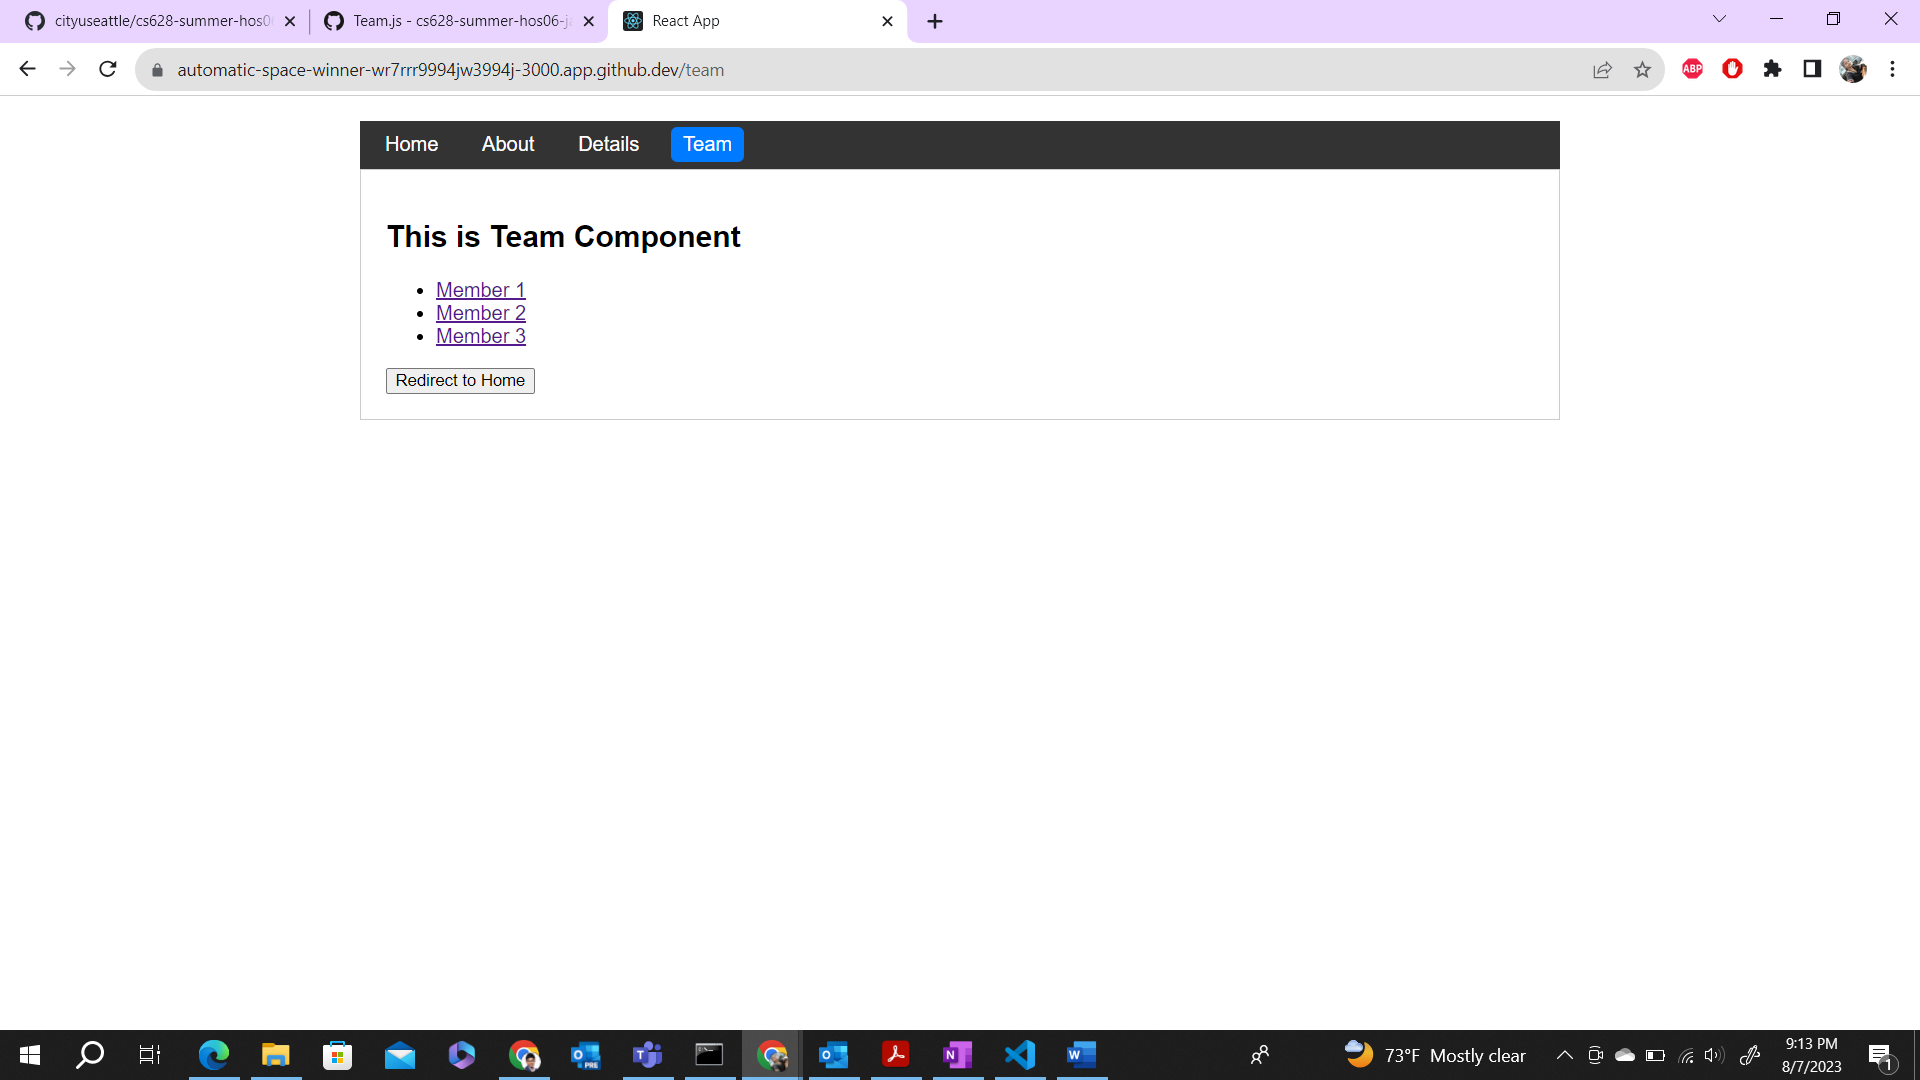 cityuseattle/cs628-summer-hos0
Team.js - cs628-summer-hos06-j
React App
automatic-space-winner-wr7rrr9994jw3994j-3000.app.github.dev/team
ABP
Home About Details Team
This is Team Component
Member 1
Member 2
Member 3
Redirect to Home
73°F Mostly clear
9:13 PM
8/7/2023
1